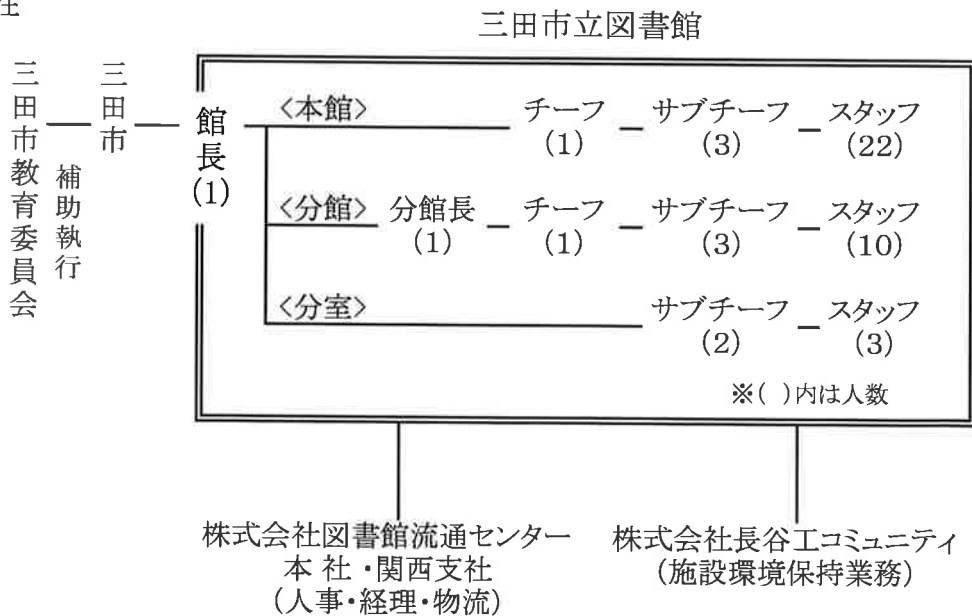 三田市立図書館
三田市教育委員会
補助執行
三田市
館長
(1)
<本館>
チーフ
(1)
サブチーフ
(3)
スタッフ
(22)
<分館>
分館長
(1)
チーフ
(1)
サブチーフ
(3)
スタッフ
(10)
<分室>
サブチーフ
(2)
スタッフ
(3)
※( )内は人数
株式会社図書館流通センター
本 社 ・関西支社
(人事・経理・物流)
株式会社長谷工コミュニティ
(施設環境保持業務)